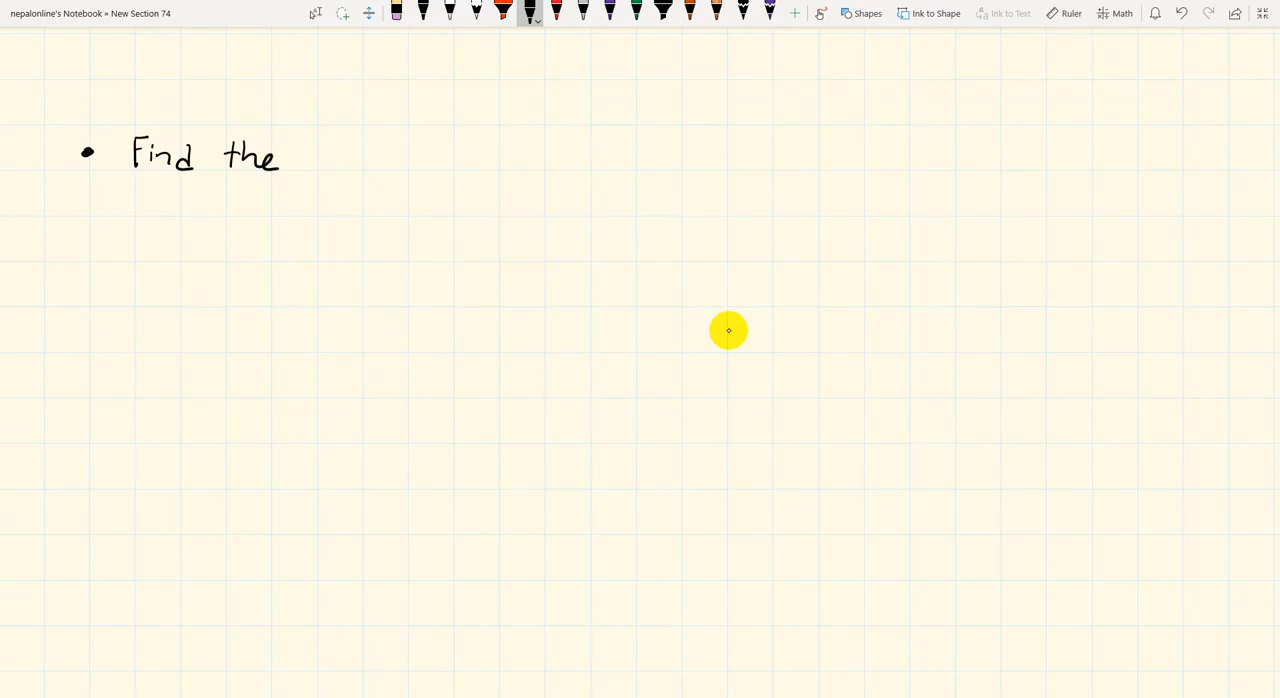 nepalonline's Notebook » New Section 74
Shapes
Ink to Shape
Ink to Text
Ruler
Math
• Find the